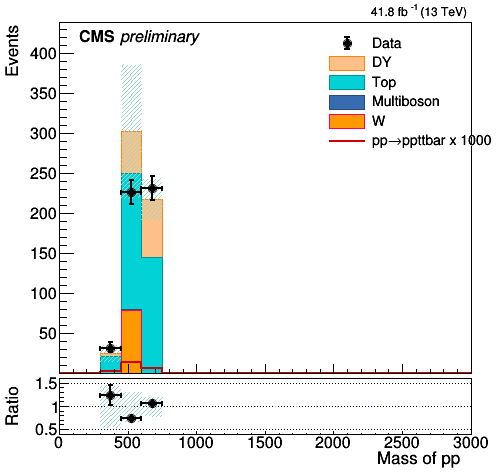 41.8 fb⁻¹ (13 TeV)
CMS preliminary
Events
400
350
300
250
200
150
100
50
Data
DY
Top
Multiboson
W
pp→ppttbar x 1000
Ratio
1.5
1
0.5
0 500 1000 1500 2000 2500 3000
Mass of pp